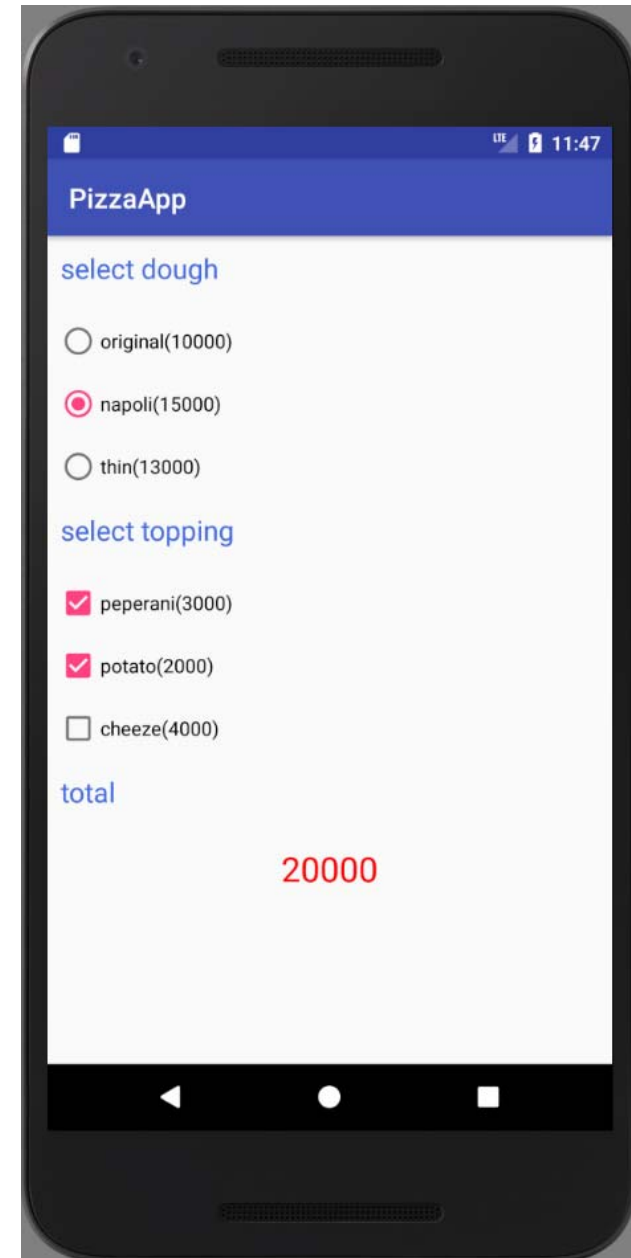 LTE 11:47
PizzaApp
select dough
original(10000)
napoli(15000)
thin(13000)
select topping
peperani(3000)
potato(2000)
cheeze(4000)
total
20000